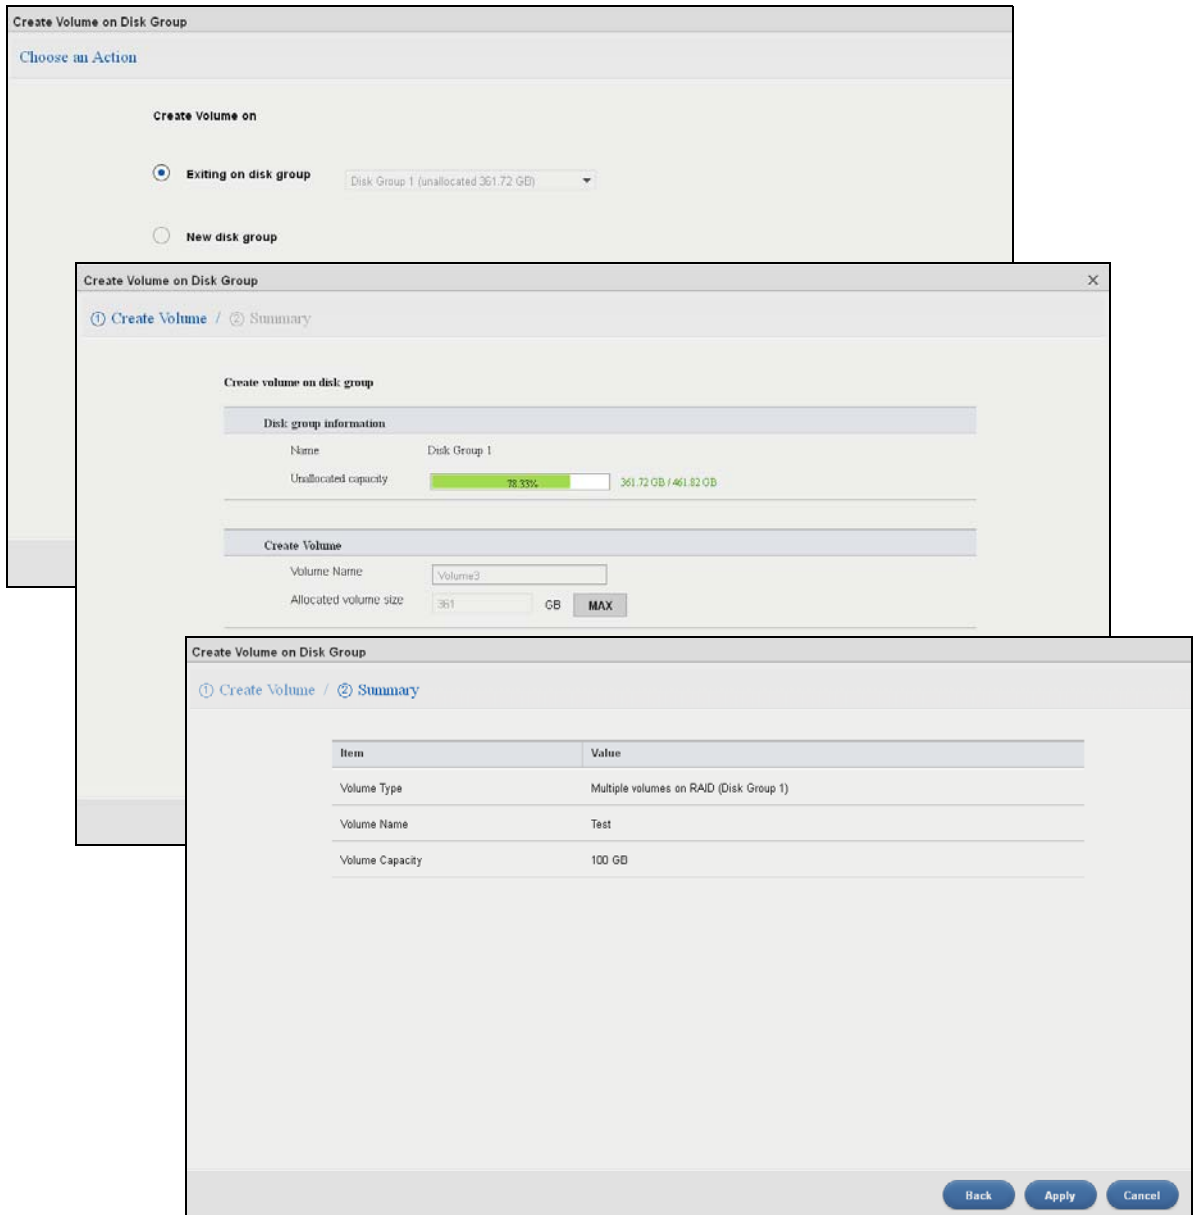 Create Volume on Disk Group
Choose an Action
Create Volume on
Exiting on disk group Disk Group 1 (unallocated 361.72 GB)
New disk group
Create Volume on Disk Group ×
① Create Volume / ② Summary
Create volume on disk group
Disk group information
Name Disk Group 1
Unallocated capacity 78.33% 361.72 GB / 461.82 GB
Create Volume
Volume Name Volume3
Allocated volume size 361 GB MAX
Create Volume on Disk Group
① Create Volume / ② Summary
Item Value
Volume Type Multiple volumes on RAID (Disk Group 1)
Volume Name Test
Volume Capacity 100 GB
Back Apply Cancel